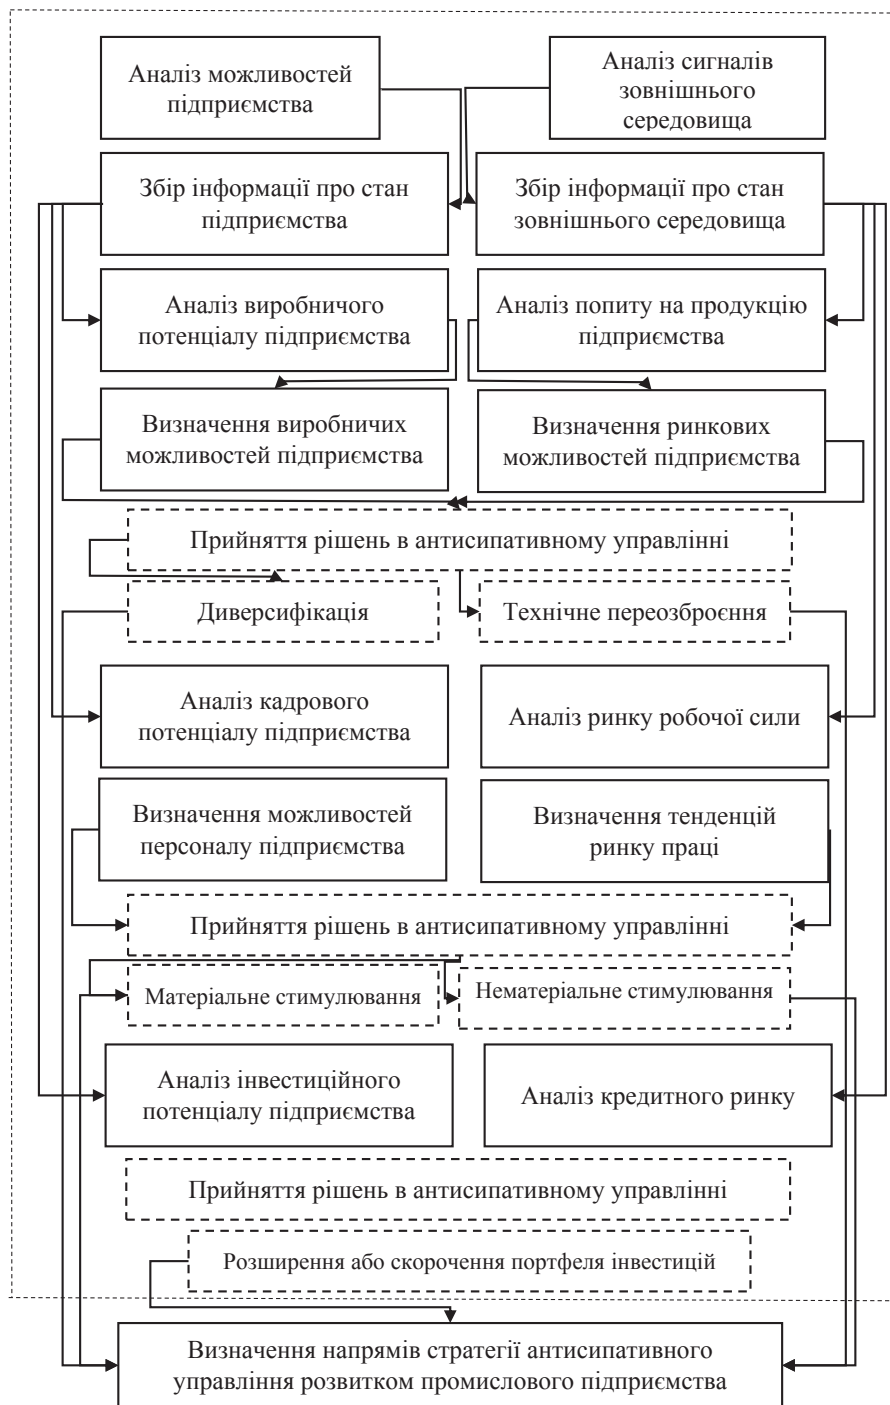 Аналіз можливостей
підприємства
Аналіз сигналів
зовнішнього
середовища
Збір інформації про стан
підприємства
Збір інформації про стан
зовнішнього середовища
Аналіз виробничого
потенціалу підприємства
Аналіз попиту на продукцію
підприємства
Визначення виробничих
можливостей підприємства
Визначення ринкових
можливостей підприємства
Прийняття рішень в антисипативному управлінні
Диверсифікація
Технічне переозброєння
Аналіз кадрового
потенціалу підприємства
Аналіз ринку робочої сили
Визначення можливостей
персоналу підприємства
Визначення тенденцій
ринку праці
Прийняття рішень в антисипативному управлінні
Матеріальне стимулювання
Нематеріальне стимулювання
Аналіз інвестиційного
потенціалу підприємства
Аналіз кредитного ринку
Прийняття рішень в антисипативному управлінні
Розширення або скорочення портфеля інвестицій
Визначення напрямів стратегії антисипативного
управління розвитком промислового підприємства